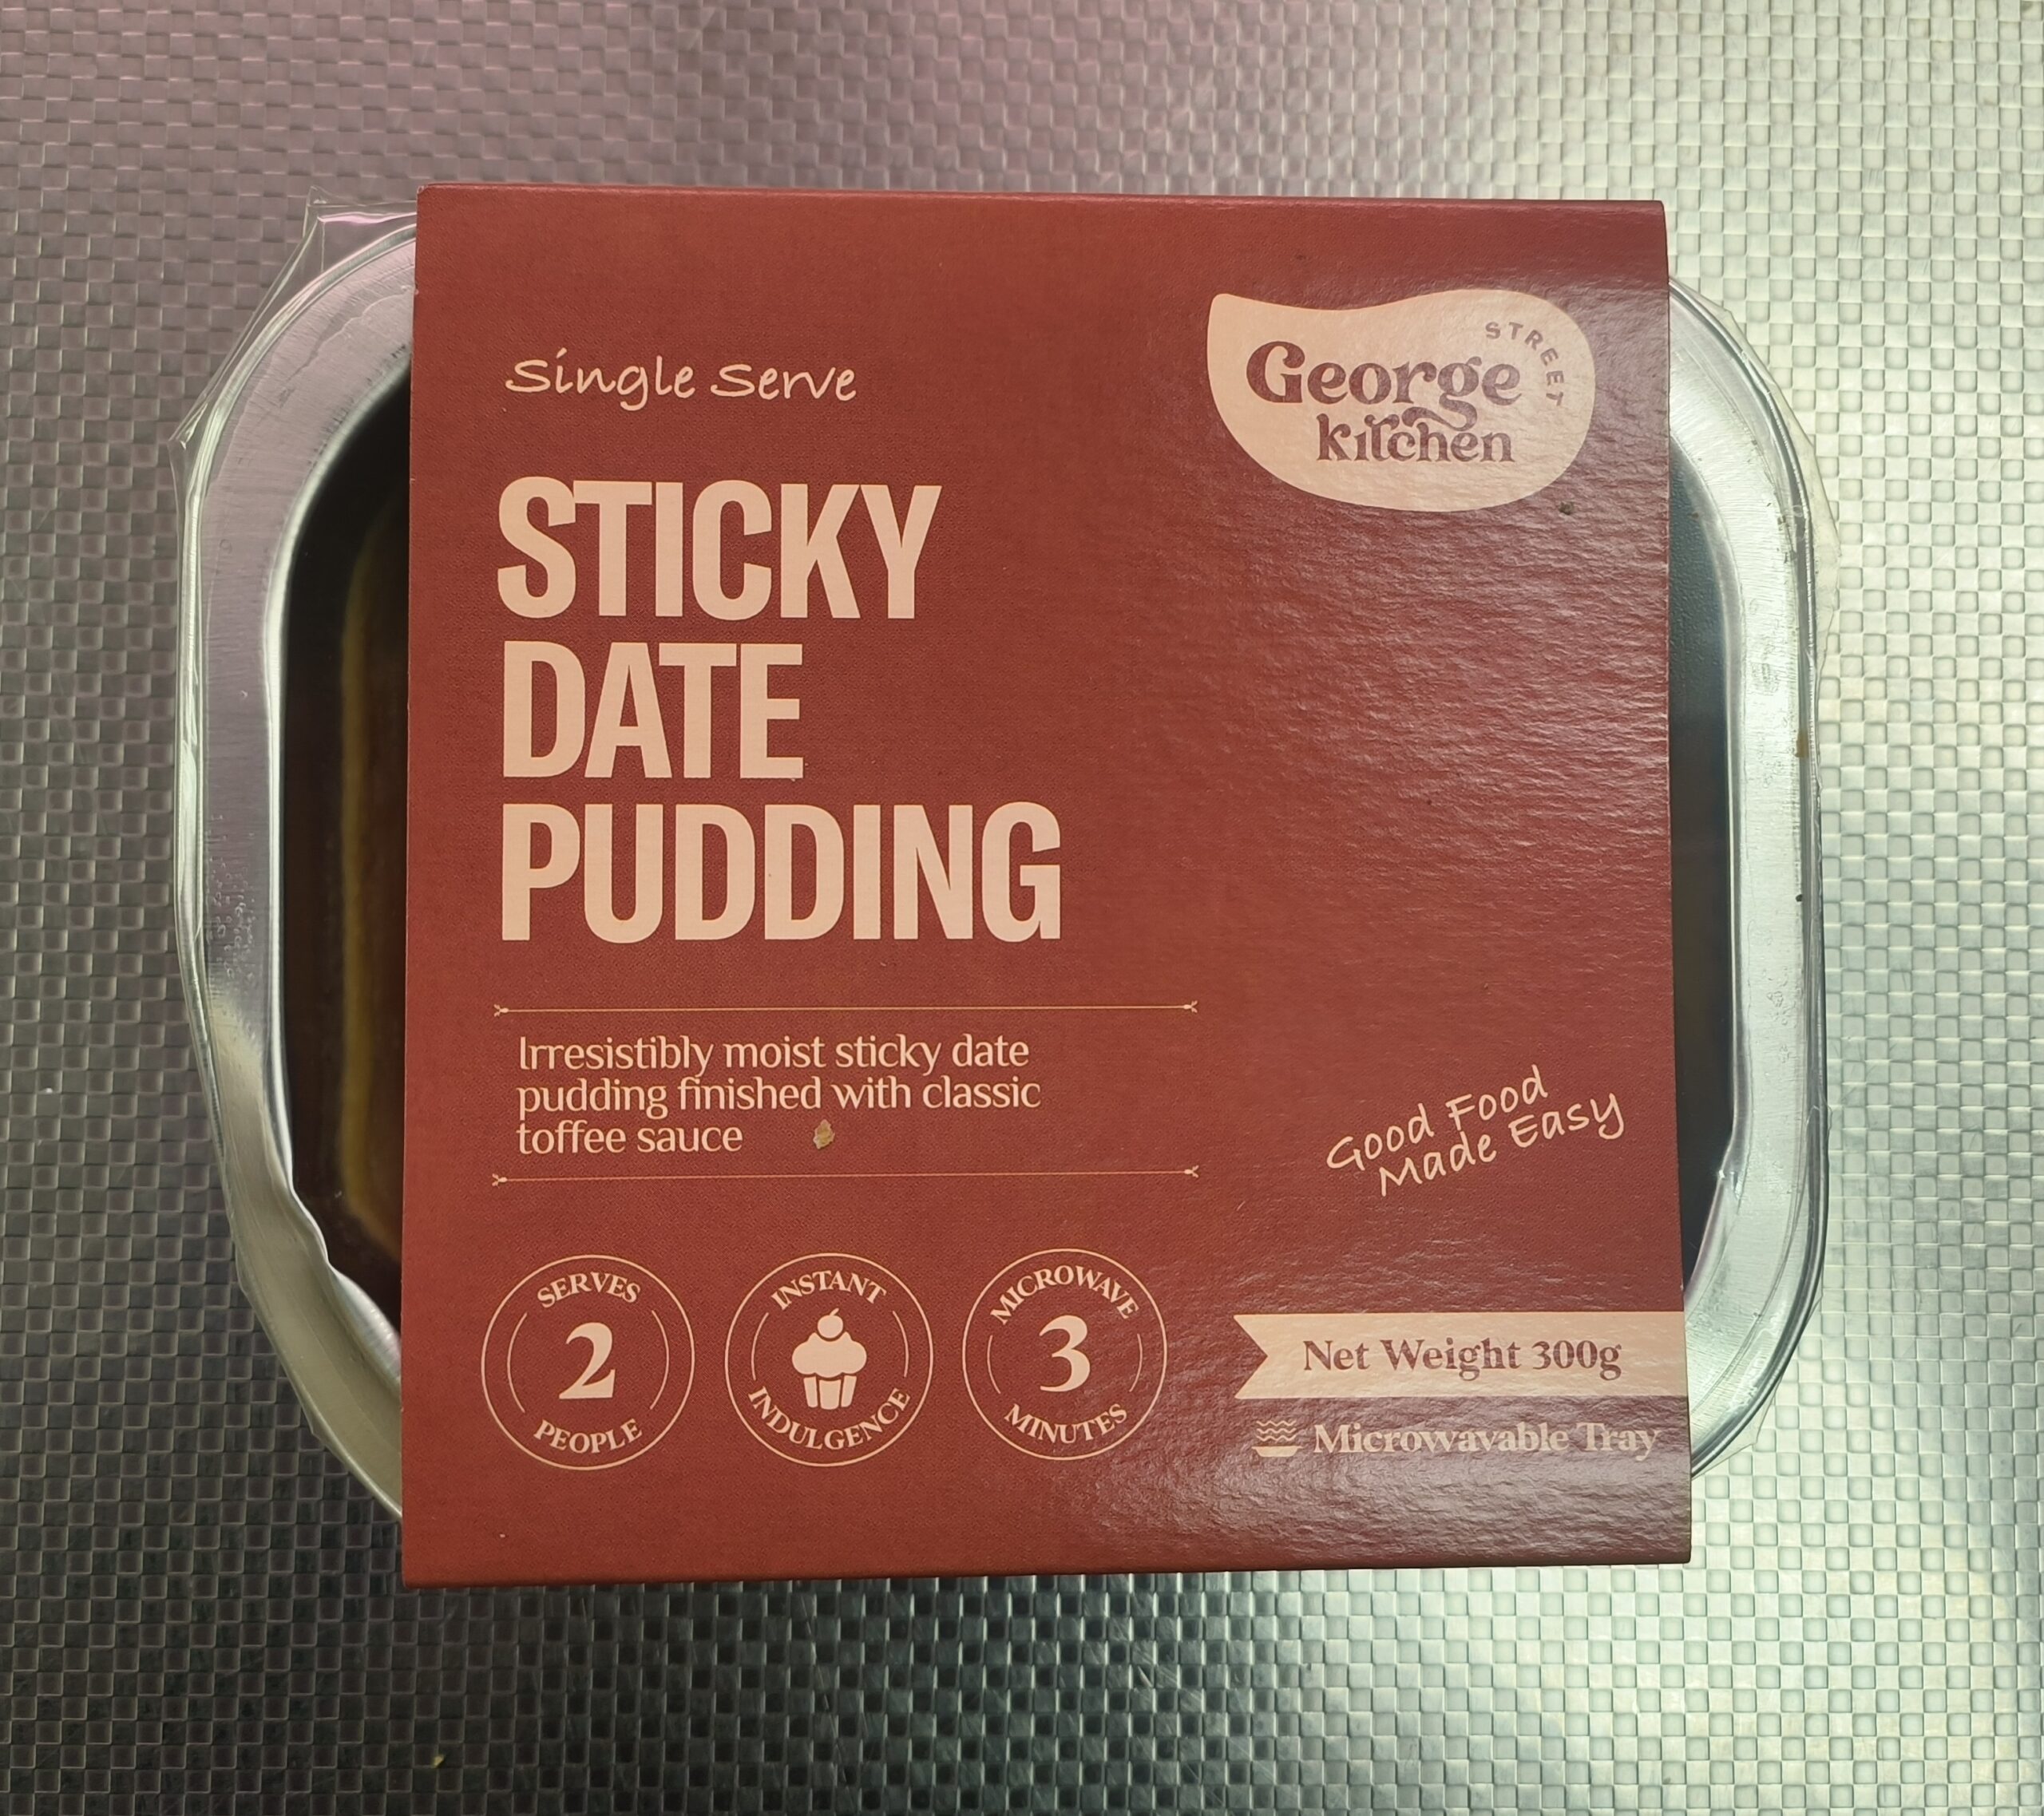 Single Serve
George
STREET
kitchen
STICKY
DATE
PUDDING
Irresistibly moist sticky date
pudding finished with classic
toffee sauce
Good Food
Made Easy
SERVES
2
PEOPLE
INSTANT
INDULGENCE
MICROWAVE
3
MINUTES
Net Weight 300g
Microwavable Tray